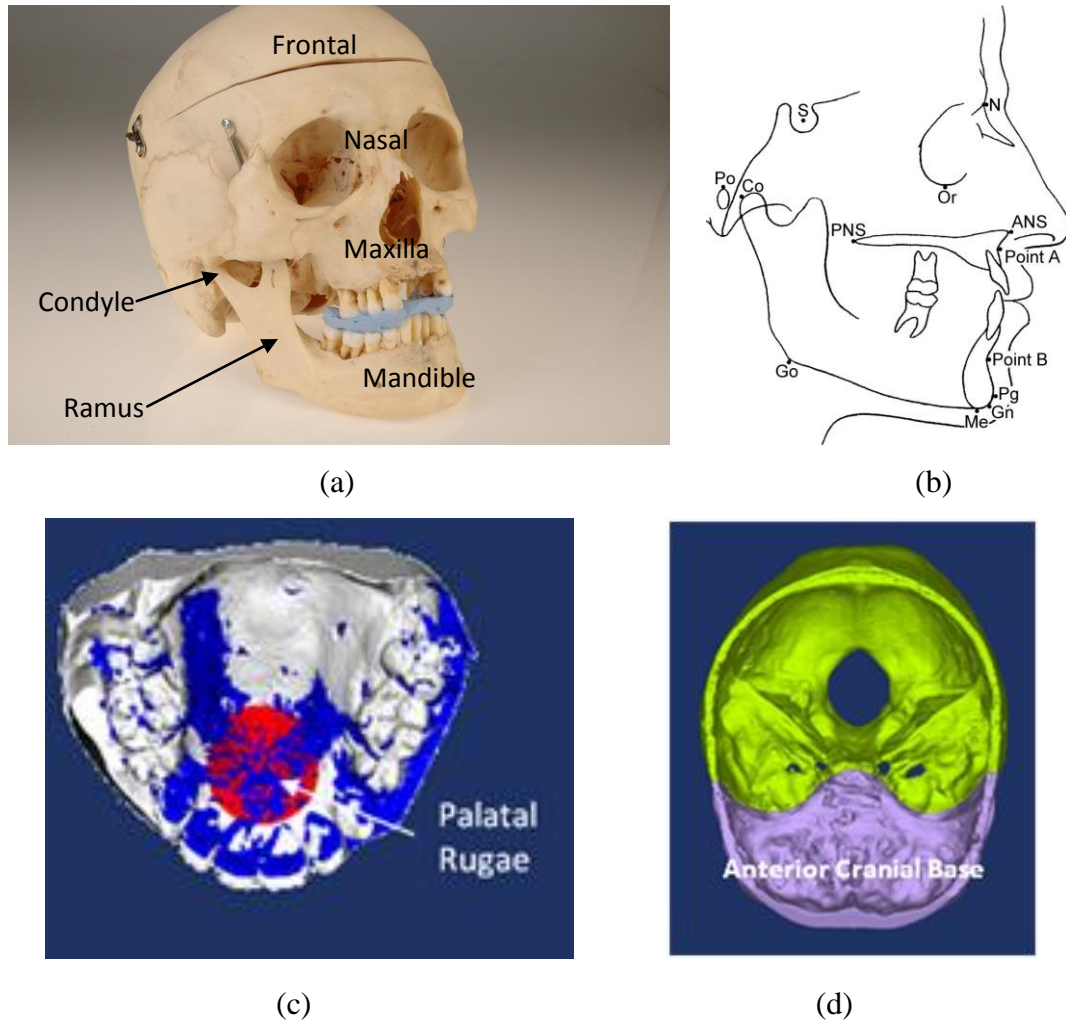 Frontal
Nasal
Maxilla
Condyle
Mandible
Ramus
(a)
S
N
Po
Co
Or
PNS
ANS
Point A
Go
Point B
Pg
Gn
Me
(b)
Palatal
Rugae
(c)
Anterior Cranial Base
(d)